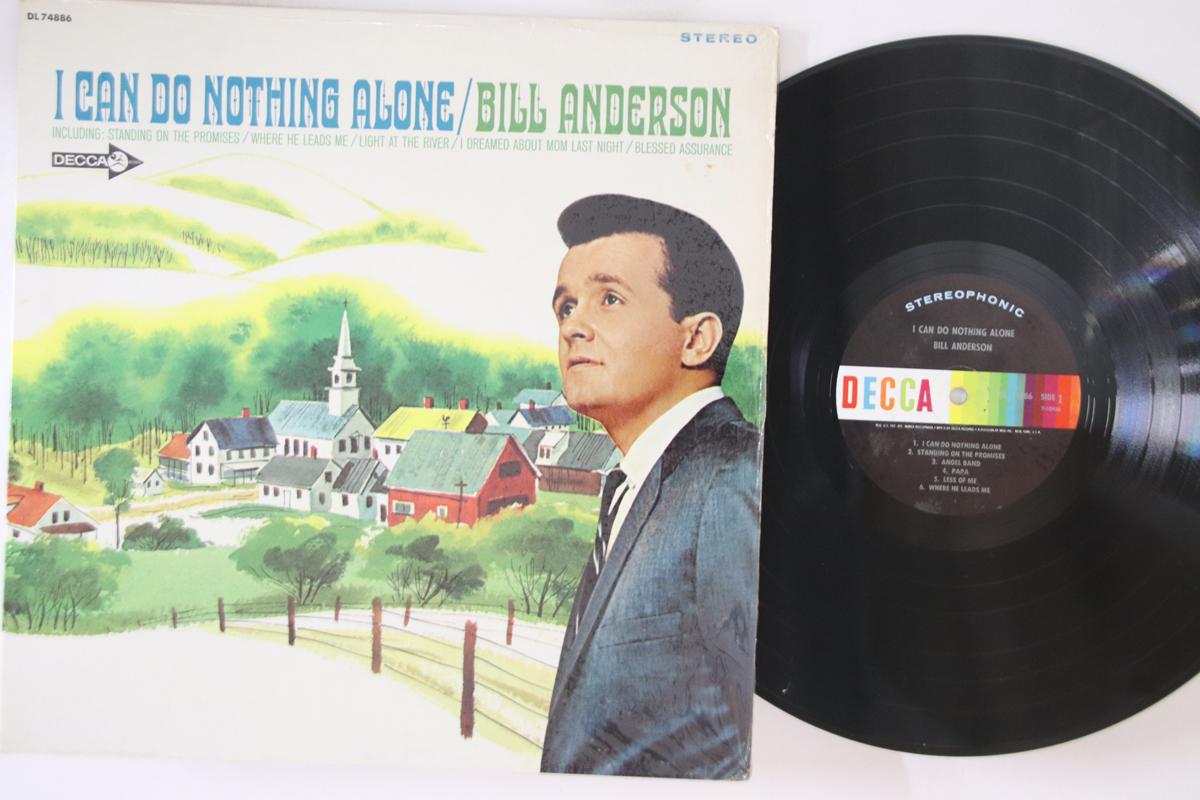 DL 74886
STEREO
I CAN DO NOTHING ALONE/BILL ANDERSON
INCLUDING: STANDING ON THE PROMISES/WHERE HE LEADS ME/LIGHT AT THE RIVER/I DREAMED ABOUT MOM LAST NIGHT/BLESSED ASSURANCE
DECCA
STEREOPHONIC
I CAN DO NOTHING ALONE
BILL ANDERSON
DECCA
86 SIDE 1
1. I CAN DO NOTHING ALONE
2. STANDING ON THE PROMISES
3. ANGEL BAND
4. PAPA
5. LESS OF ME
6. WHERE HE LEADS ME